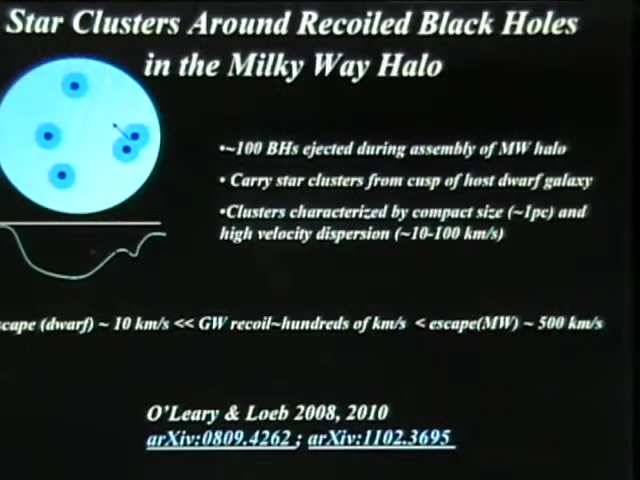 Star Clusters Around Recoiled Black Holes
in the Milky Way Halo
•~100 BHs ejected during assembly of MW halo
• Carry star clusters from cusp of host dwarf galaxy
•Clusters characterized by compact size (~1pc) and
high velocity dispersion (~10-100 km/s)
cape (dwarf) ~ 10 km/s << GW recoil~hundreds of km/s < escape(MW) ~ 500 km/s
O'Leary & Loeb 2008, 2010
arXiv:0809.4262 ; arXiv:1102.3695